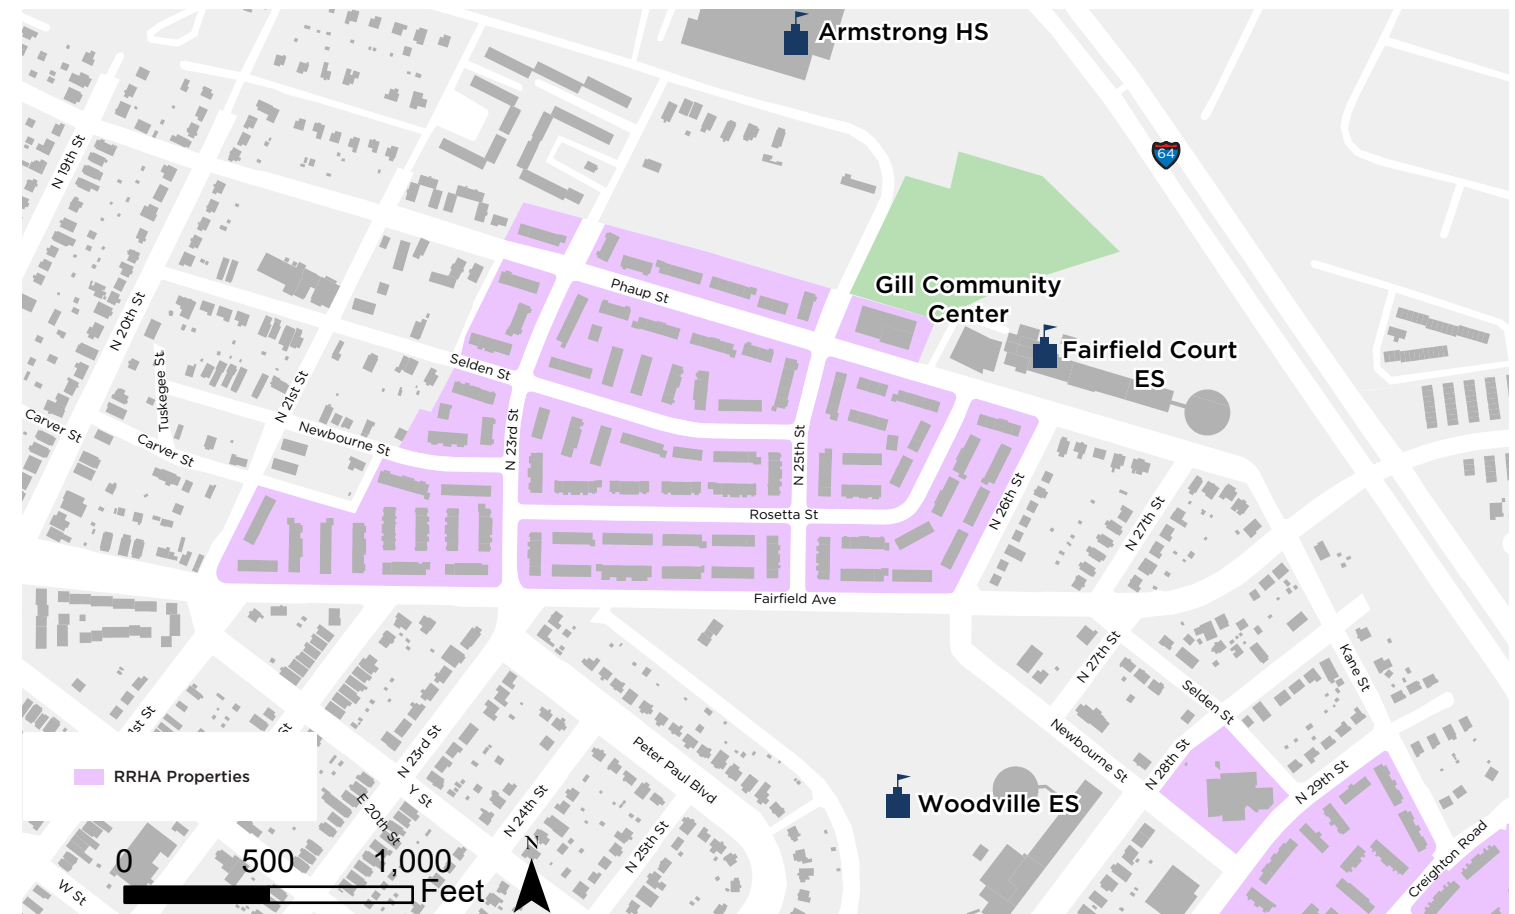 Armstrong HS
N 19th St
64
Gill Community
Center
Phaup St
N 20th St
Fairfield Court
ES
Selden St
Tuskegee St
N 21st St
Carver St
Carver St
Newbourne St
N 23rd St
N 25th St
Rosetta St
N 26th St
N 27th St
Fairfield Ave
N 27th St
Kane St
Selden St
1st St
St
N 23rd St
Newbourne St
N 28th St
Peter Paul Blvd
RRHA Properties
Y St
E 20th St
N 24th St
N 25th St
Woodville ES
N 29th St
Creighton Road
W St
N
0 500 1,000
Feet